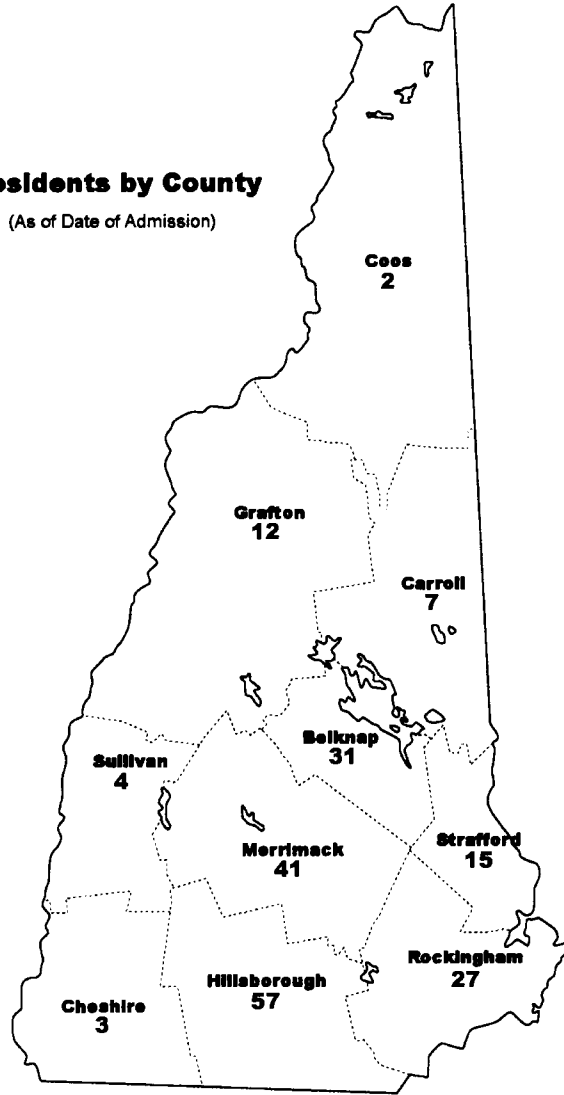 esidents by County
(As of Date of Admission)
Coos
2
Grafton
12
Carroll
7
Belknap
31
Sullivan
4
Merrimack
41
Strafford
15
Rockingham
27
Hillsborough
57
Cheshire
3